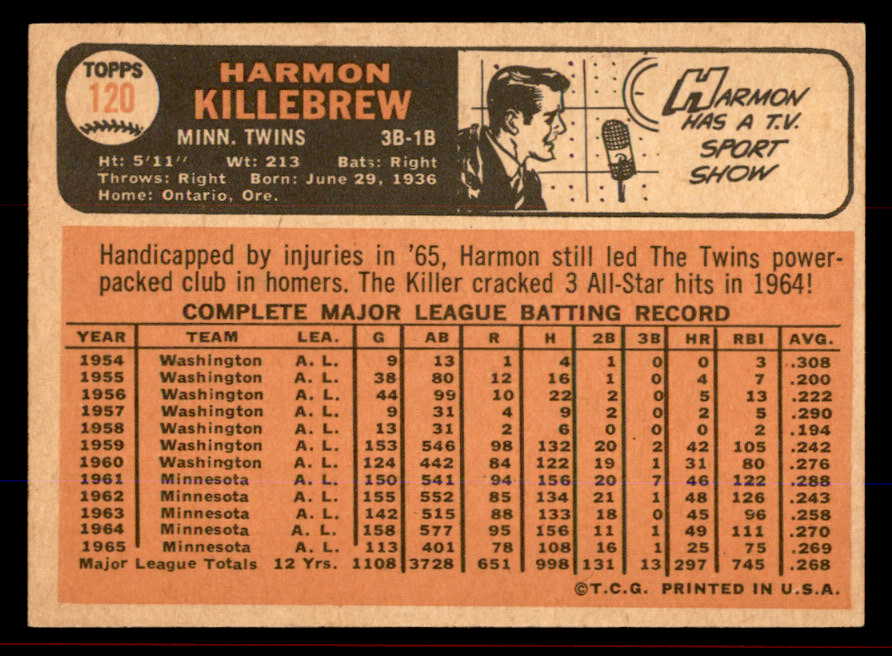 TOPPS
120
HARMON
KILLEBREW
MINN. TWINS 3B-1B
Ht: 5'11" Wt: 213 Bats: Right
Throws: Right Born: June 29, 1936
Home: Ontario, Ore.
HARMON
HAS A T.V.
SPORT
SHOW
Handicapped by injuries in '65, Harmon still led The Twins power-
packed club in homers. The Killer cracked 3 All-Star hits in 1964!
COMPLETE MAJOR LEAGUE BATTING RECORD
YEAR TEAM LEA. G AB R H 2B 3B HR RBI AVG.
1954 Washington A. L. 9 13 1 4 1 0 0 3 .308
1955 Washington A. L. 38 80 12 16 1 0 4 7 .200
1956 Washington A. L. 44 99 10 22 2 0 5 13 .222
1957 Washington A. L. 9 31 4 9 2 0 2 5 .290
1958 Washington A. L. 13 31 2 6 0 0 0 2 .194
1959 Washington A. L. 153 546 98 132 20 2 42 105 .242
1960 Washington A. L. 124 442 84 122 19 1 31 80 .276
1961 Minnesota A. L. 150 541 94 156 20 7 46 122 .288
1962 Minnesota A. L. 155 552 85 134 21 1 48 126 .243
1963 Minnesota A. L. 142 515 88 133 18 0 45 96 .258
1964 Minnesota A. L. 158 577 95 156 11 1 49 111 .270
1965 Minnesota A. L. 113 401 78 108 16 1 25 75 .269
Major League Totals 12 Yrs. 1108 3728 651 998 131 13 297 745 .268
©T.C.G. PRINTED IN U.S.A.